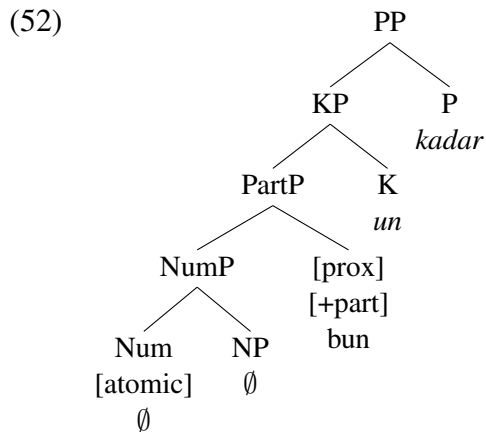 (52) PP
KP P
kadar
PartP K
un
NumP [prox]
[+part]
Num NP bun
[atomic] ∅
∅